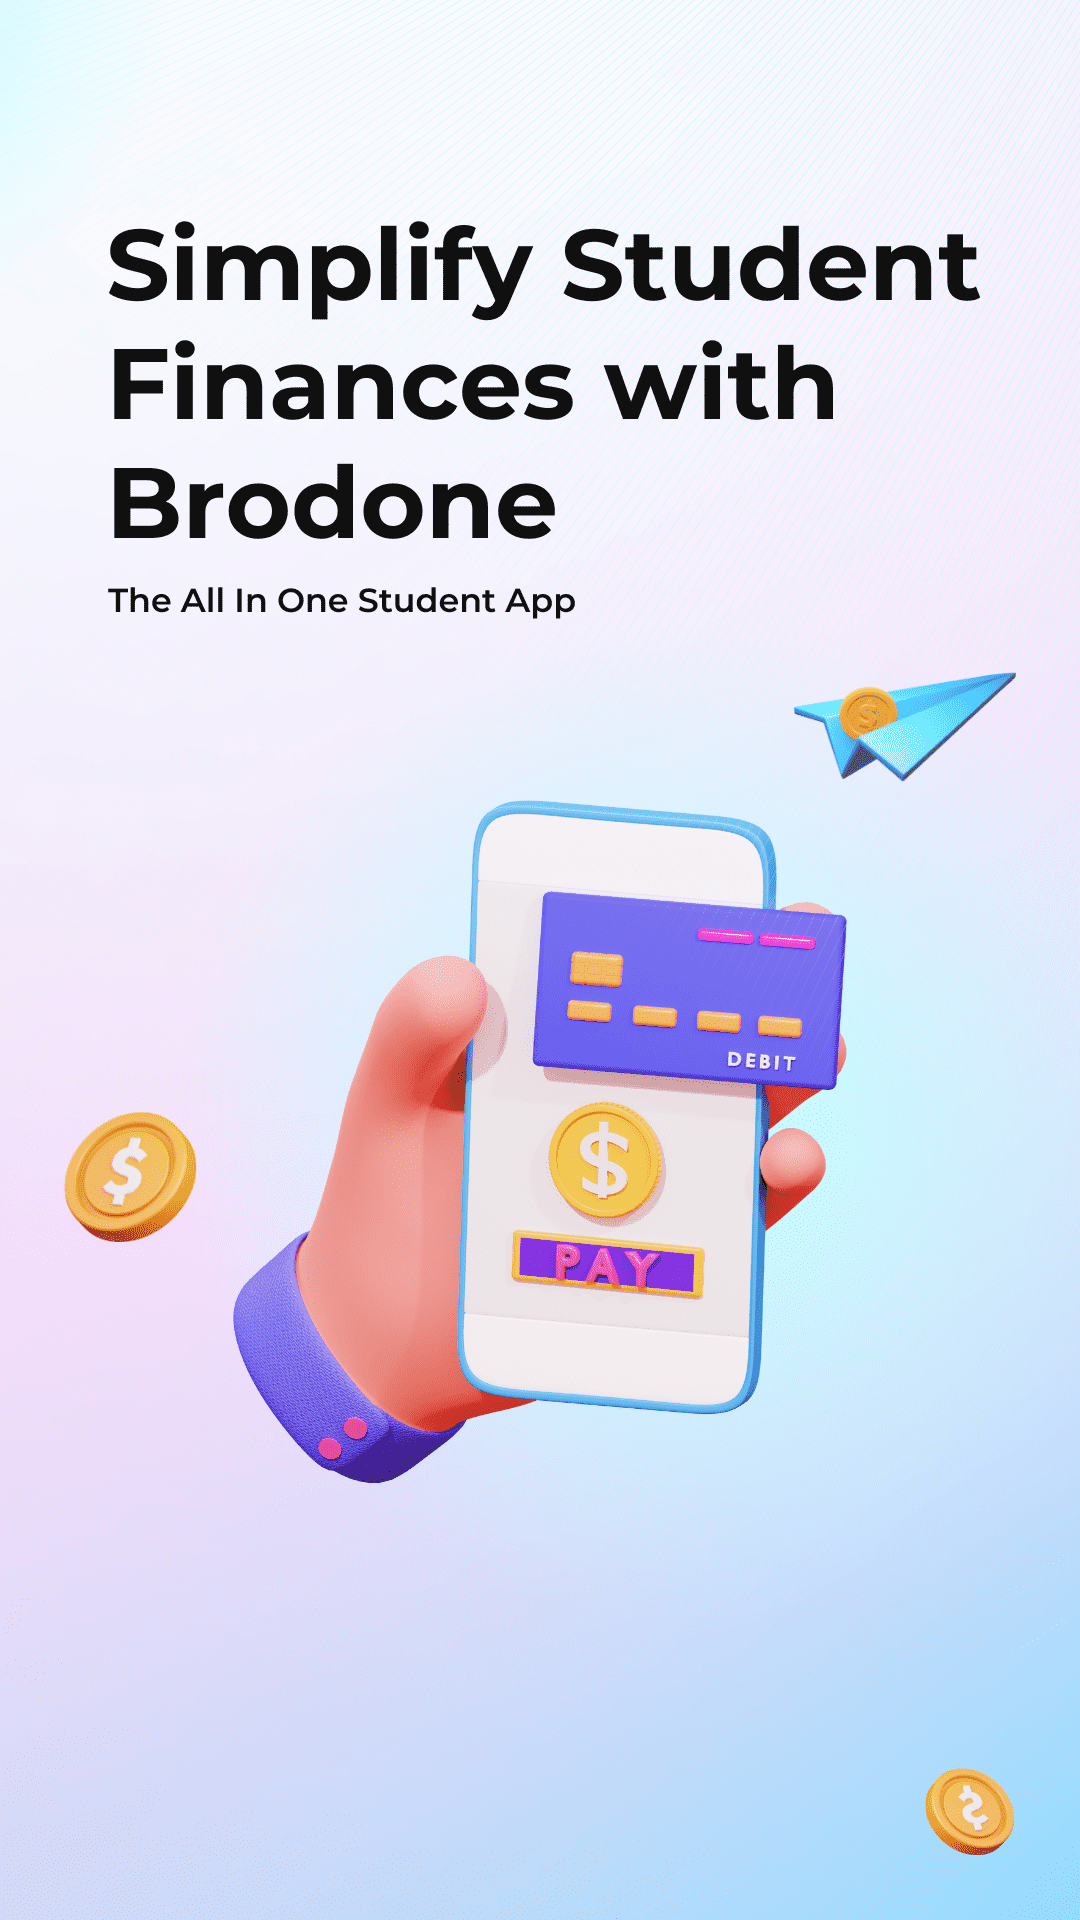 Simplify Student
Finances with
Brodone
The All In One Student App
$
DEBIT
$
$
PAY
$